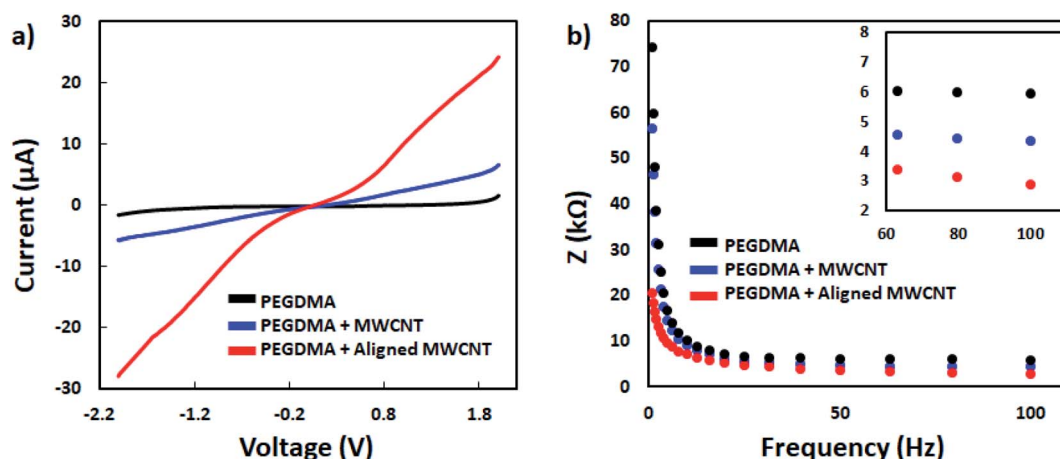 a)
30
20
10
0
-10
-20
-30
Current (µA)
-2.2 -1.2 -0.2 0.8 1.8
Voltage (V)
PEGDMA
PEGDMA + MWCNT
PEGDMA + Aligned MWCNT
b)
80
70
60
50
40
30
20
10
0
Z (kΩ)
0 50 100
Frequency (Hz)
8
7
6
5
4
3
2
60 80 100
PEGDMA
PEGDMA + MWCNT
PEGDMA + Aligned MWCNT